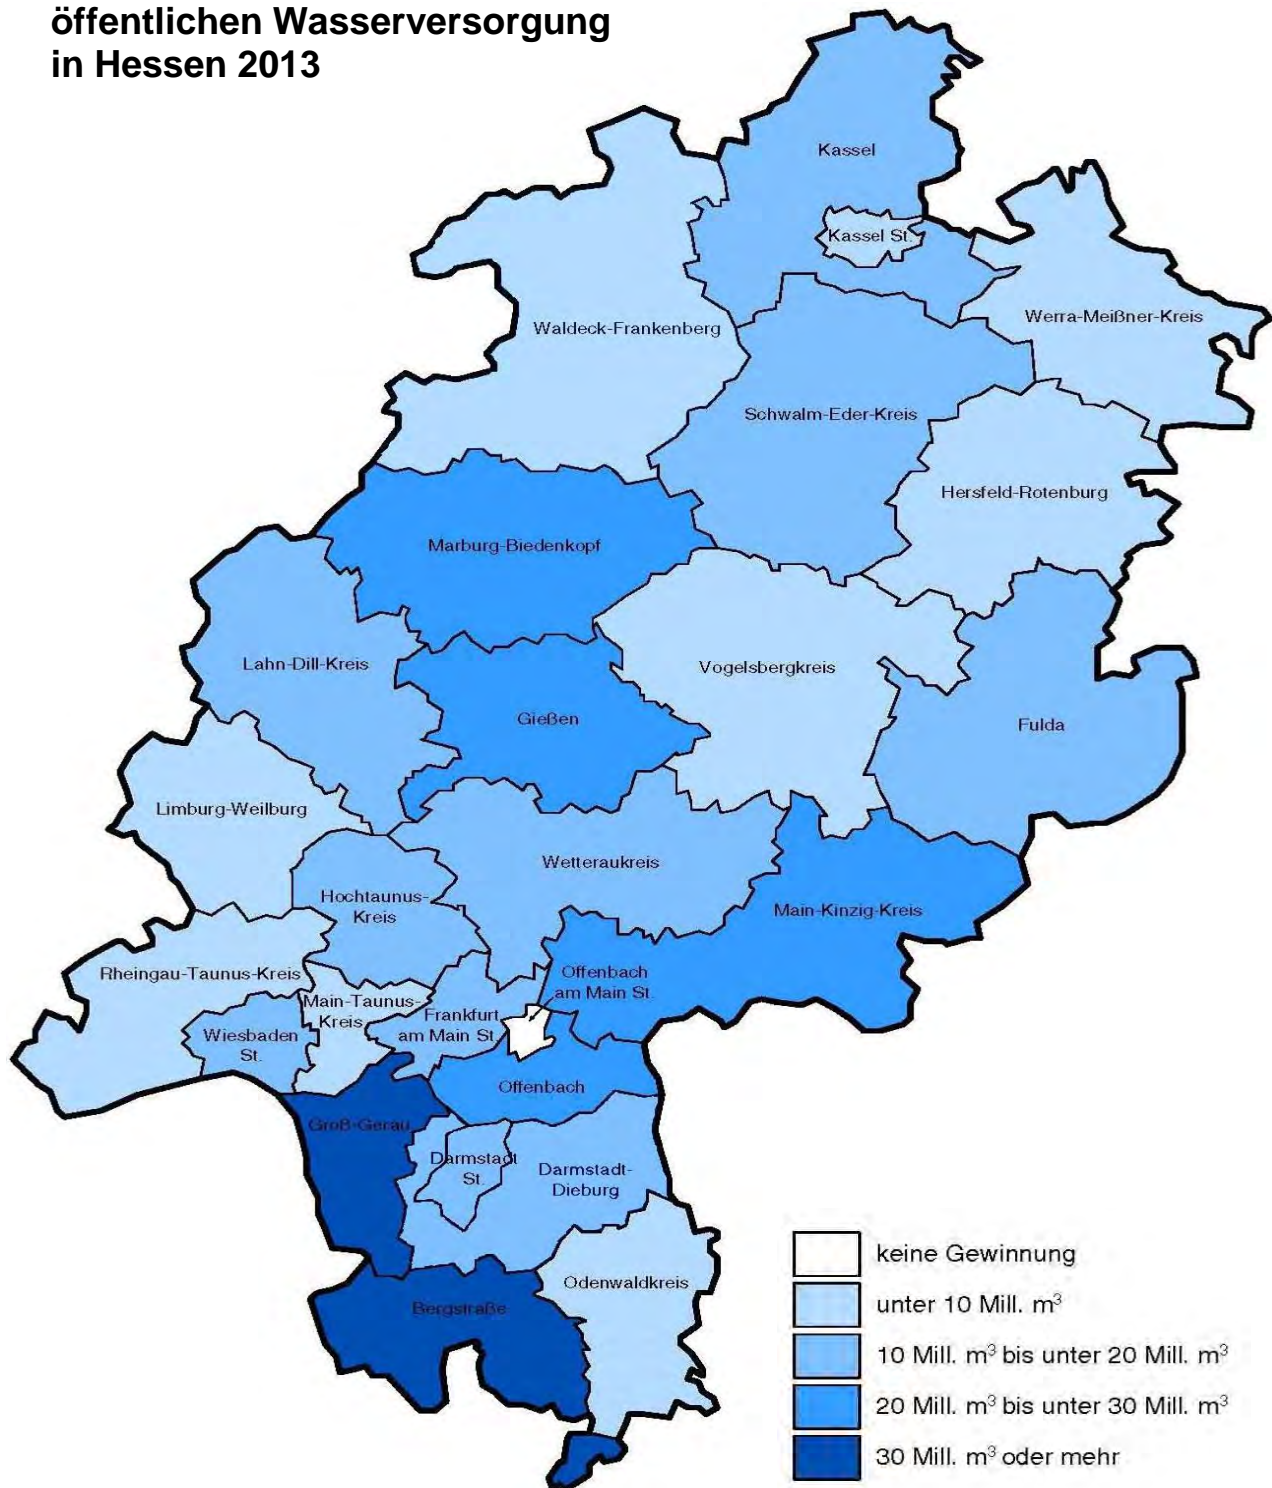 öffentlichen Wasserversorgung
in Hessen 2013
Kassel
Kassel St.
Waldeck-Frankenberg
Werra-Meißner-Kreis
Schwalm-Eder-Kreis
Hersfeld-Rotenburg
Marburg-Biedenkopf
Lahn-Dill-Kreis
Vogelsbergkreis
Gießen
Fulda
Limburg-Weilburg
Wetteraukreis
Hochtaunus-
Kreis
Main-Kinzig-Kreis
Rheingau-Taunus-Kreis
Offenbach
am Main St.
Main-Taunus-
Kreis
Frankfurt
am Main St.
Wiesbaden
St.
Offenbach
Groß-Gerau
Darmstadt
St.
Darmstadt-
Dieburg
Odenwaldkreis
Bergstraße
keine Gewinnung
unter 10 Mill. m³
10 Mill. m³ bis unter 20 Mill. m³
20 Mill. m³ bis unter 30 Mill. m³
30 Mill. m³ oder mehr